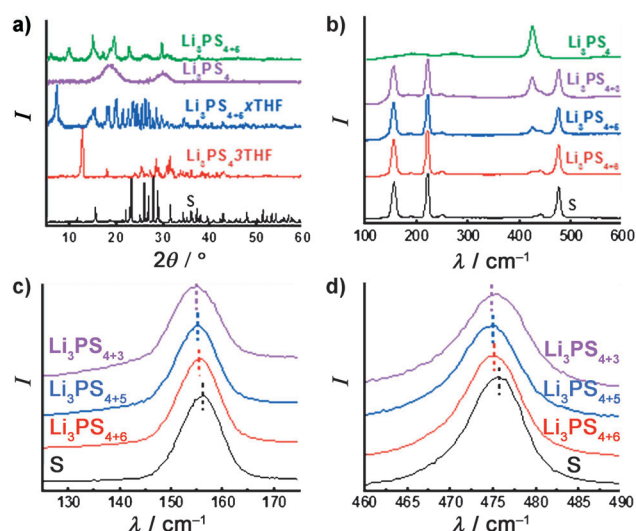 a)
I
Li₃PS₄₊₅
Li₃PS₄
Li₃PS₄₊₅xTHF
Li₃PS₄3THF
S
10 20 30 40 50 60
2θ / °
b)
I
Li₃PS₄
Li₃PS₄₊₃
Li₃PS₄₊₅
Li₃PS₄₊₆
S
100 200 300 400 500 600
λ / cm⁻¹
c)
I
Li₃PS₄₊₃
Li₃PS₄₊₅
Li₃PS₄₊₆
S
130 140 150 160 170
λ / cm⁻¹
d)
I
Li₃PS₄₊₃
Li₃PS₄₊₅
Li₃PS₄₊₆
S
460 465 470 475 480 485 490
λ / cm⁻¹